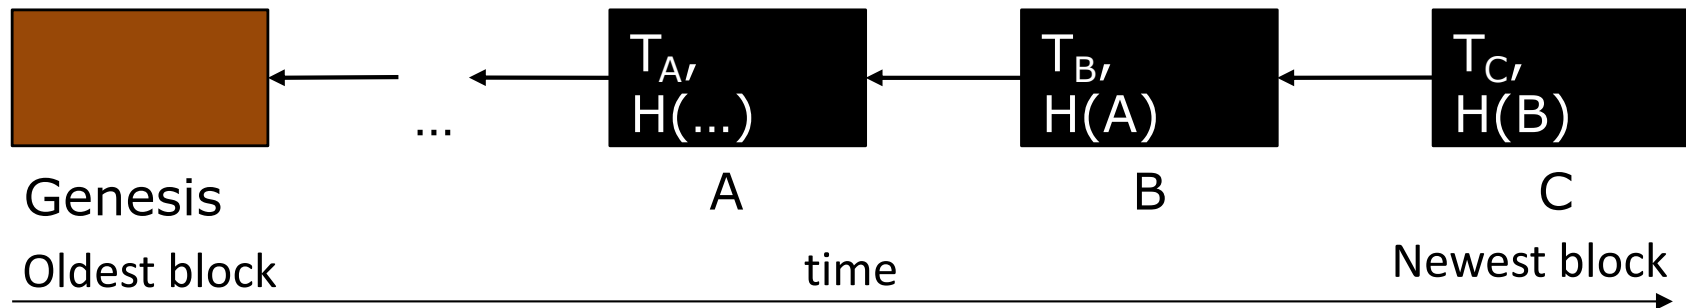 T_A,
H(...)
T_B,
H(A)
T_C,
H(B)
...
Genesis
A
B
C
Oldest block
time
Newest block